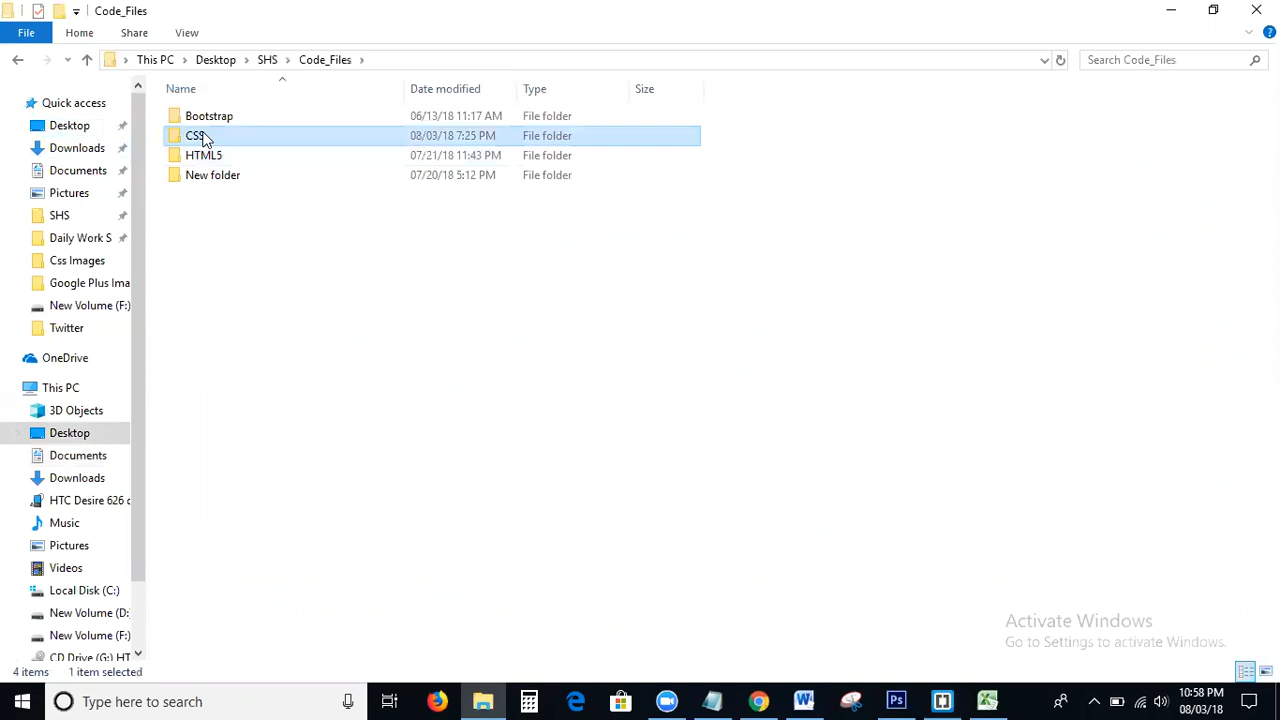 Code_Files
File Home Share View
This PC Desktop SHS Code_Files Search Code_Files
Name Date modified Type Size
Bootstrap 06/13/18 11:17 AM File folder
CSS 08/03/18 7:25 PM File folder
HTML5 07/21/18 11:43 PM File folder
New folder 07/20/18 5:12 PM File folder
Quick access
Desktop
Downloads
Documents
Pictures
SHS
Daily Work S
Css Images
Google Plus Ima
New Volume (F:)
Twitter
OneDrive
This PC
3D Objects
Desktop
Documents
Downloads
HTC Desire 626 d
Music
Pictures
Videos
Local Disk (C:)
New Volume (D:
New Volume (F:)
CD Drive (G:) HT
Activate Windows
Go to Settings to activate Windows.
4 items 1 item selected
Type here to search
10:58 PM
08/03/18